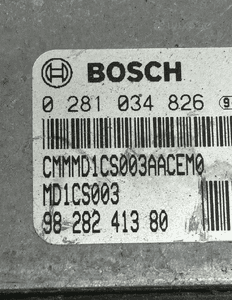 BOSCH
0 281 034 826
CMMMD1CS003AACEM0
MD1CS003
98 282 413 80